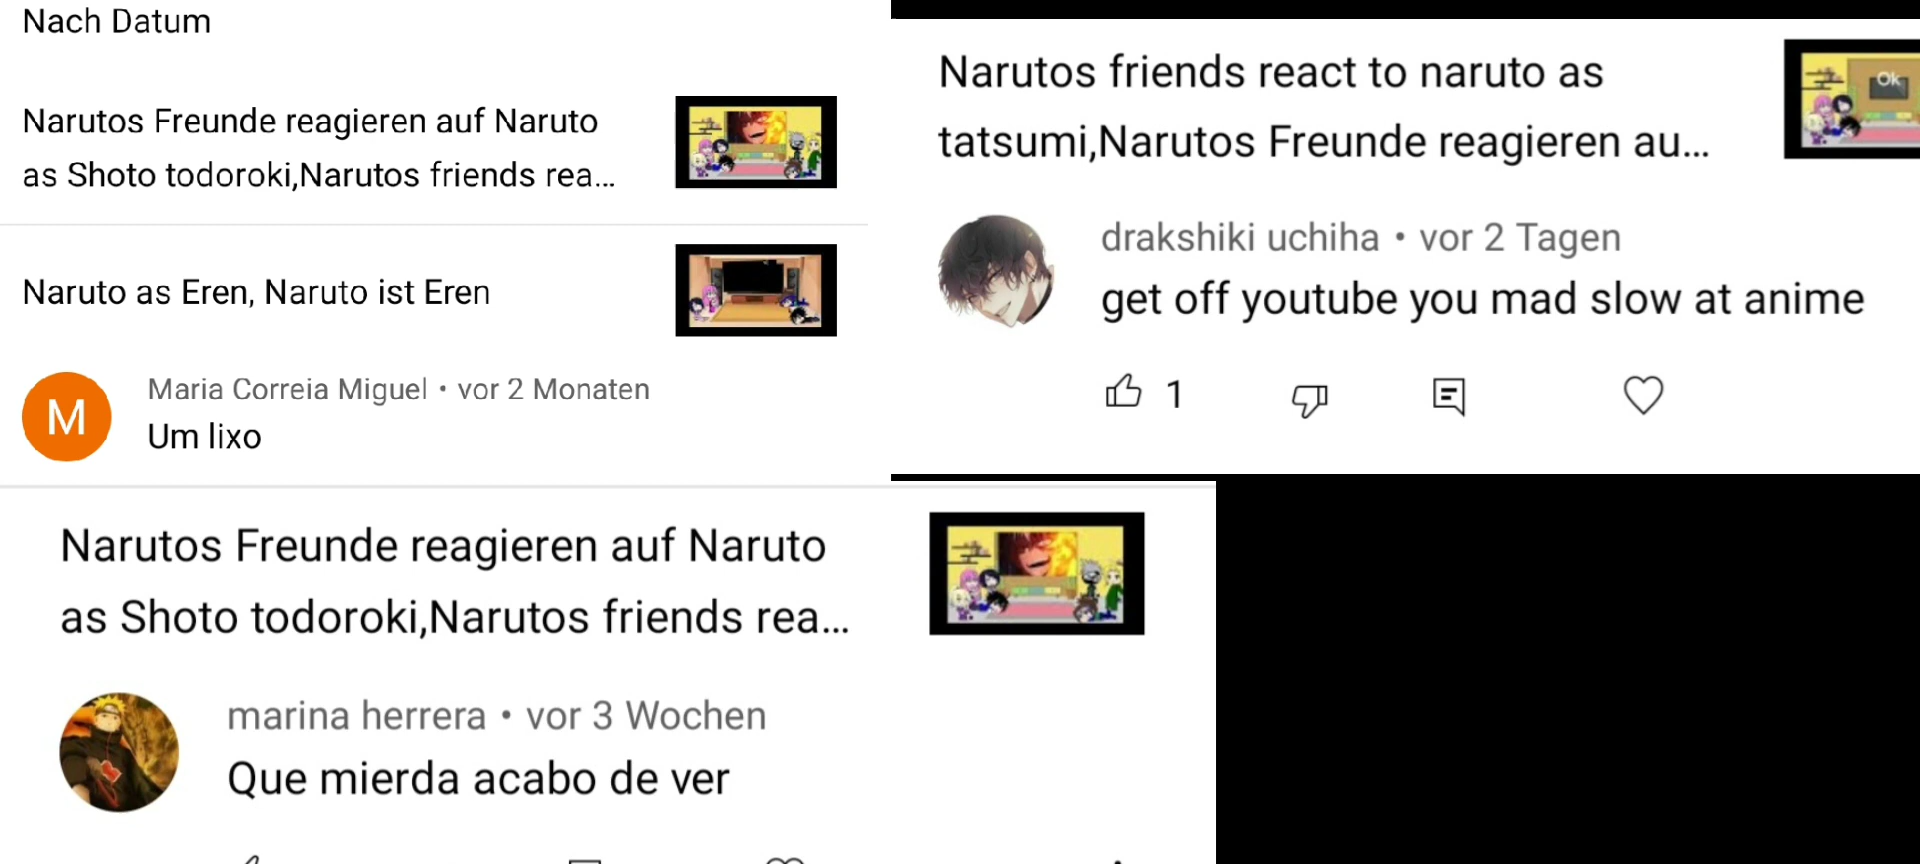 Nach Datum
Narutos Freunde reagieren auf Naruto
as Shoto todoroki,Narutos friends rea...
Naruto as Eren, Naruto ist Eren
M
Maria Correia Miguel • vor 2 Monaten
Um lixo
Narutos friends react to naruto as
tatsumi,Narutos Freunde reagieren au...
Ok
drakshiki uchiha • vor 2 Tagen
get off youtube you mad slow at anime
1
Narutos Freunde reagieren auf Naruto
as Shoto todoroki,Narutos friends rea...
marina herrera • vor 3 Wochen
Que mierda acabo de ver